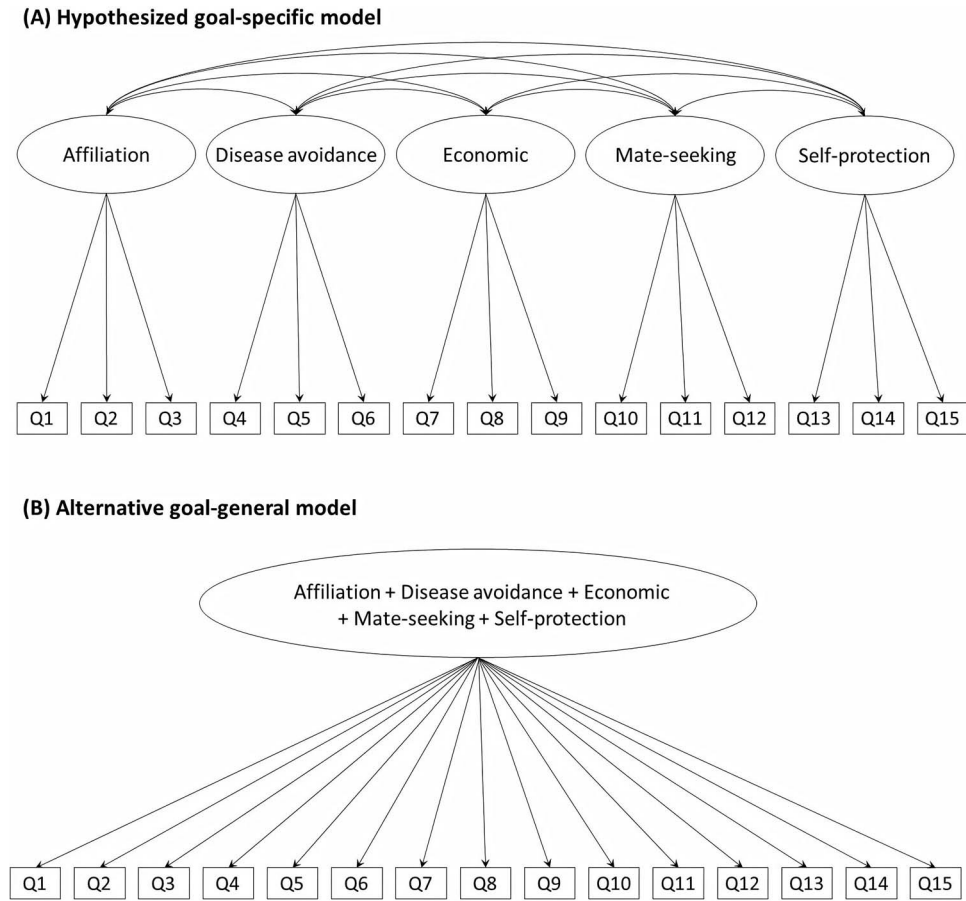 (A) Hypothesized goal-specific model
Affiliation Disease avoidance Economic Mate-seeking Self-protection
Q1 Q2 Q3 Q4 Q5 Q6 Q7 Q8 Q9 Q10 Q11 Q12 Q13 Q14 Q15
(B) Alternative goal-general model
Affiliation + Disease avoidance + Economic
+ Mate-seeking + Self-protection
Q1 Q2 Q3 Q4 Q5 Q6 Q7 Q8 Q9 Q10 Q11 Q12 Q13 Q14 Q15